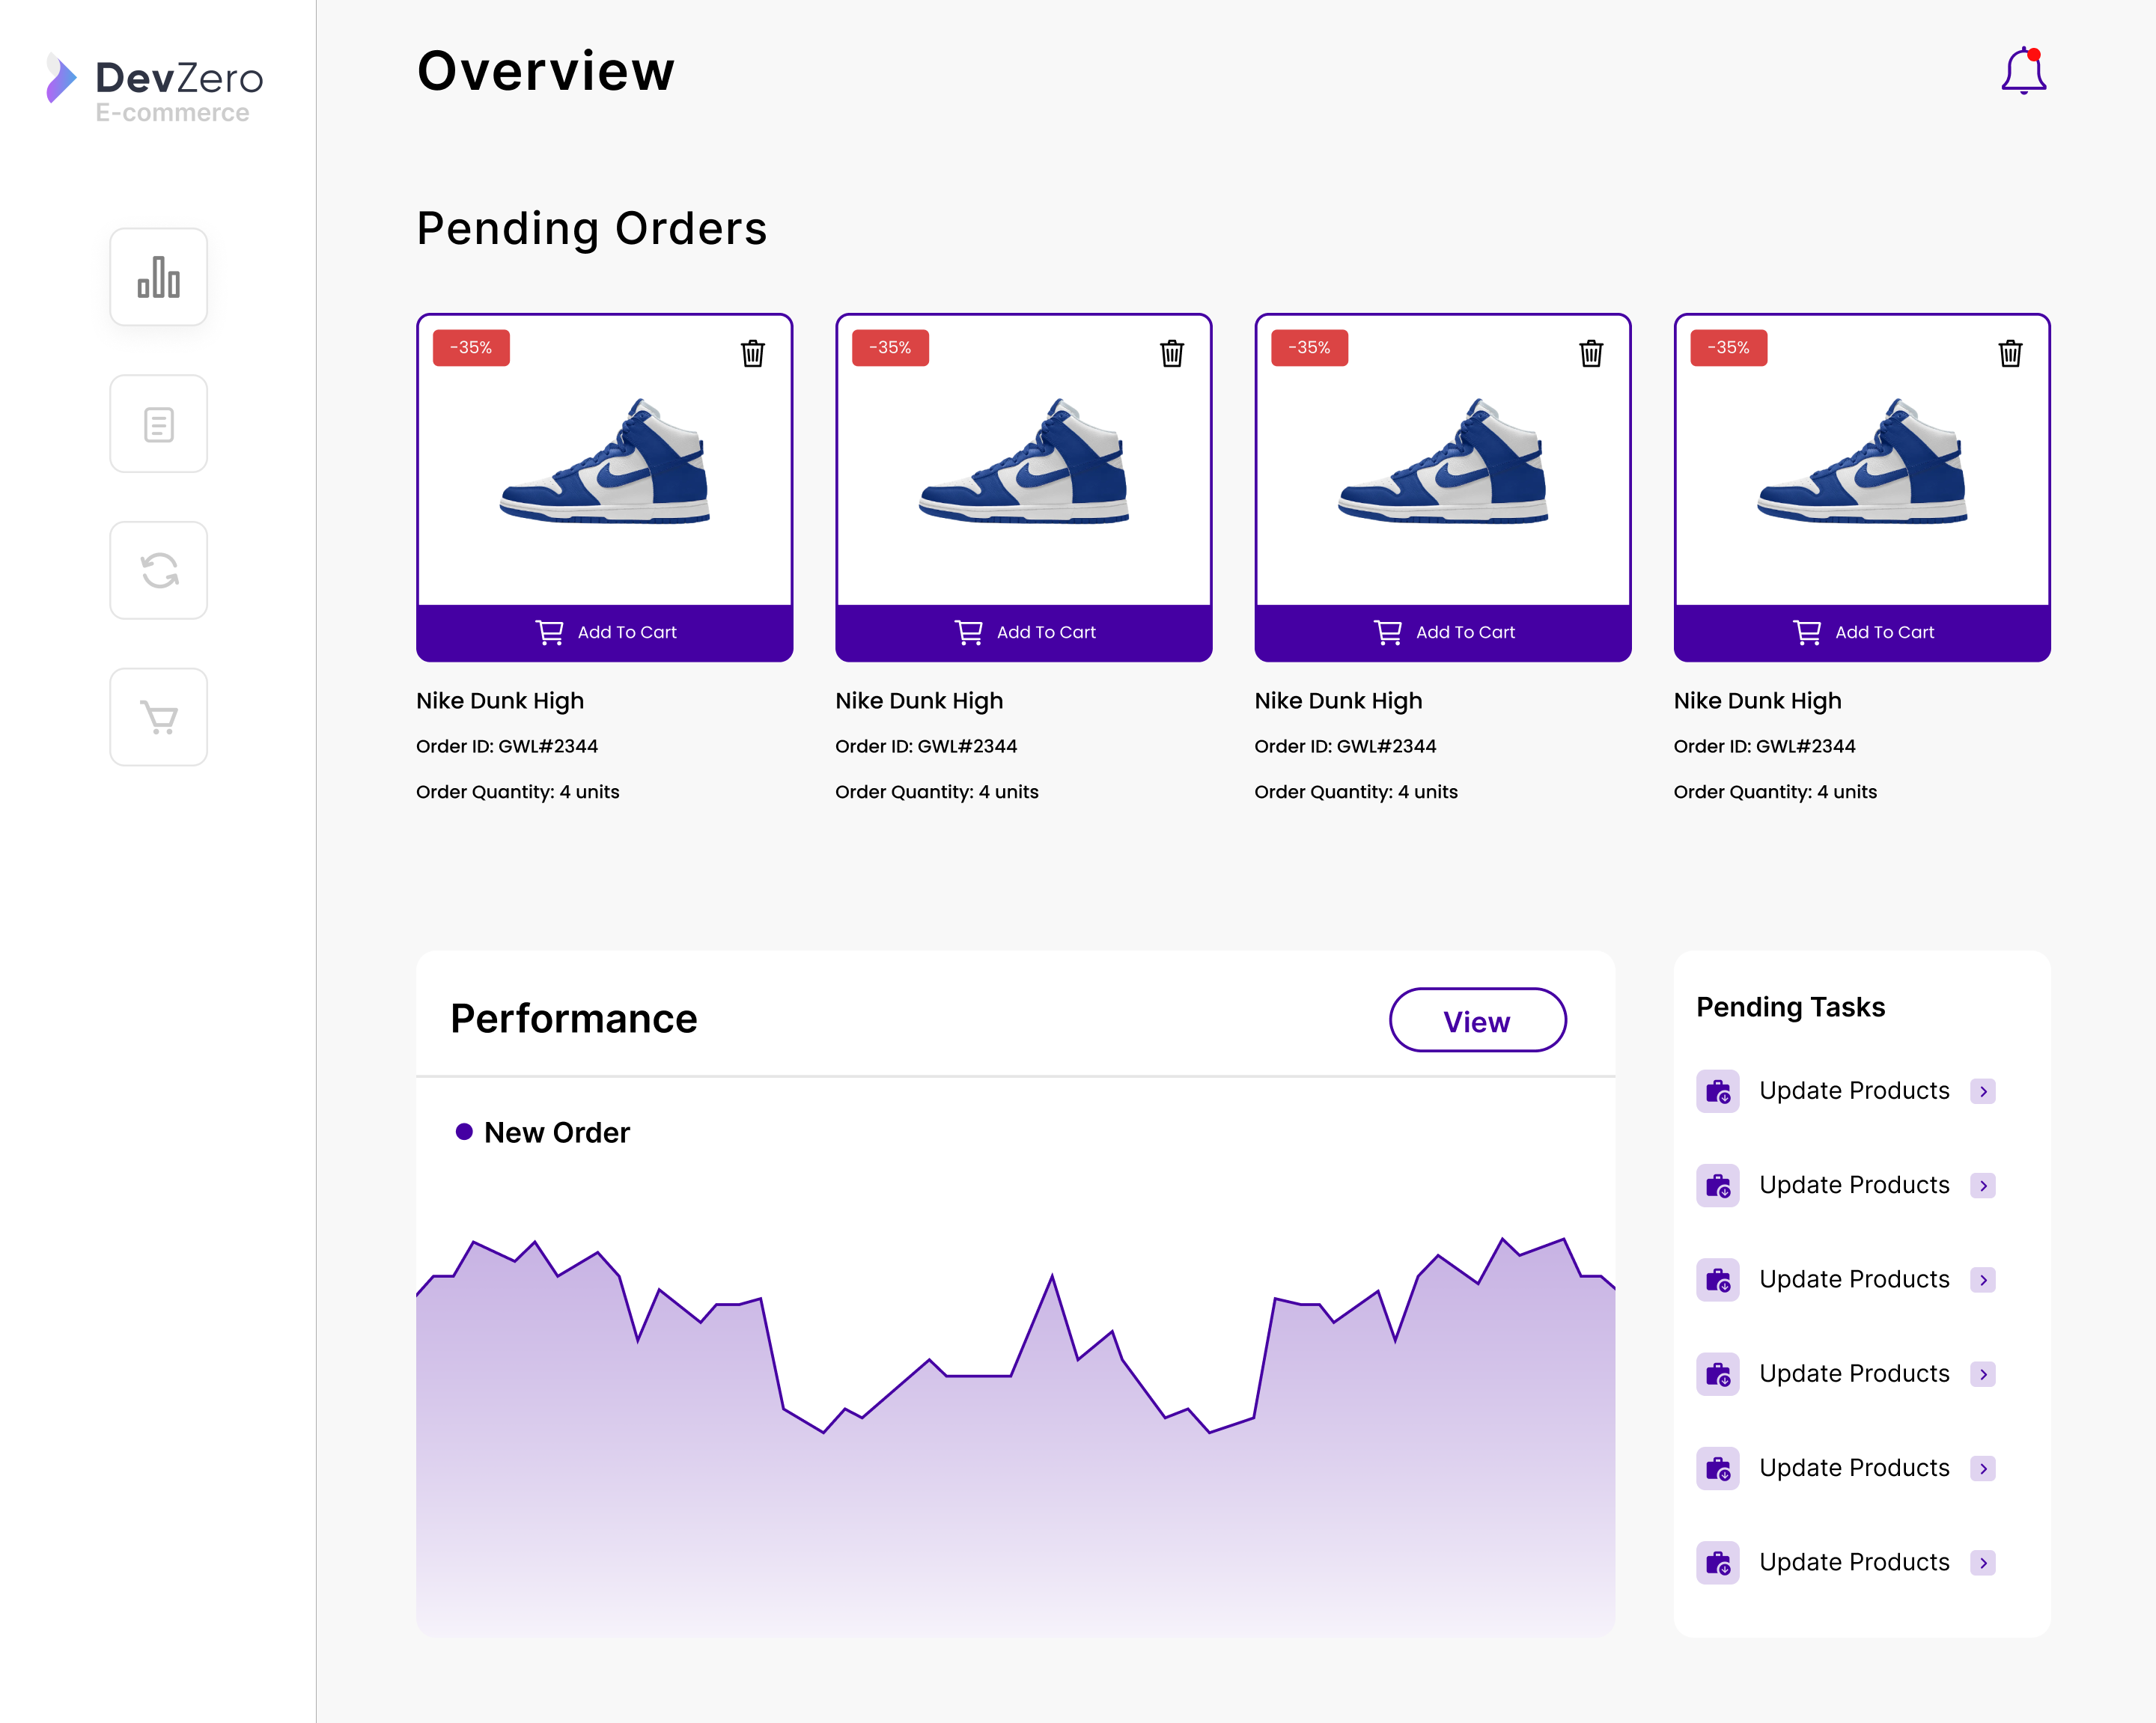 DevZero
E-commerce
Overview
Pending Orders
-35%
-35%
-35%
-35%
Add To Cart
Add To Cart
Add To Cart
Add To Cart
Nike Dunk High
Nike Dunk High
Nike Dunk High
Nike Dunk High
Order ID: GWL#2344
Order ID: GWL#2344
Order ID: GWL#2344
Order ID: GWL#2344
Order Quantity: 4 units
Order Quantity: 4 units
Order Quantity: 4 units
Order Quantity: 4 units
Performance
View
New Order
Pending Tasks
Update Products
Update Products
Update Products
Update Products
Update Products
Update Products